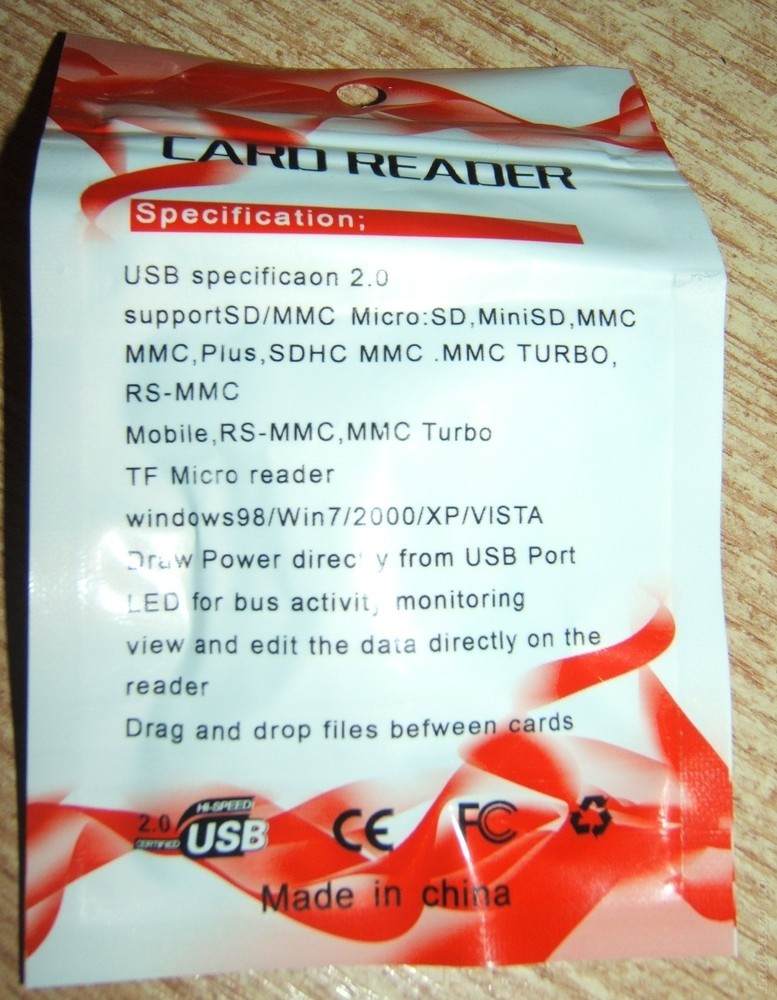 CARD READER
Specification;
USB specificaon 2.0
supportSD/MMC Micro:SD,MiniSD,MMC
MMC,Plus,SDHC MMC .MMC TURBO,
RS-MMC
Mobile,RS-MMC,MMC Turbo
TF Micro reader
windows98/Win7/2000/XP/VISTA
Draw Power directly from USB Port
LED for bus activity monitoring
view and edit the data directly on the
reader
Drag and drop files befween cards
HI-SPEED
2.0 USB CE FC
CERTIFIED
Made in china